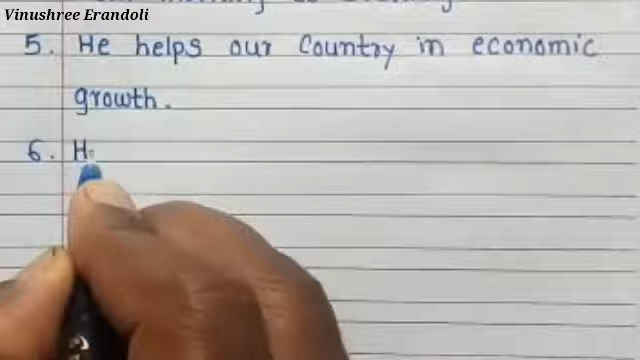 Vinushree Erandoli
5. He helps our Country in economic
growth.
6. H